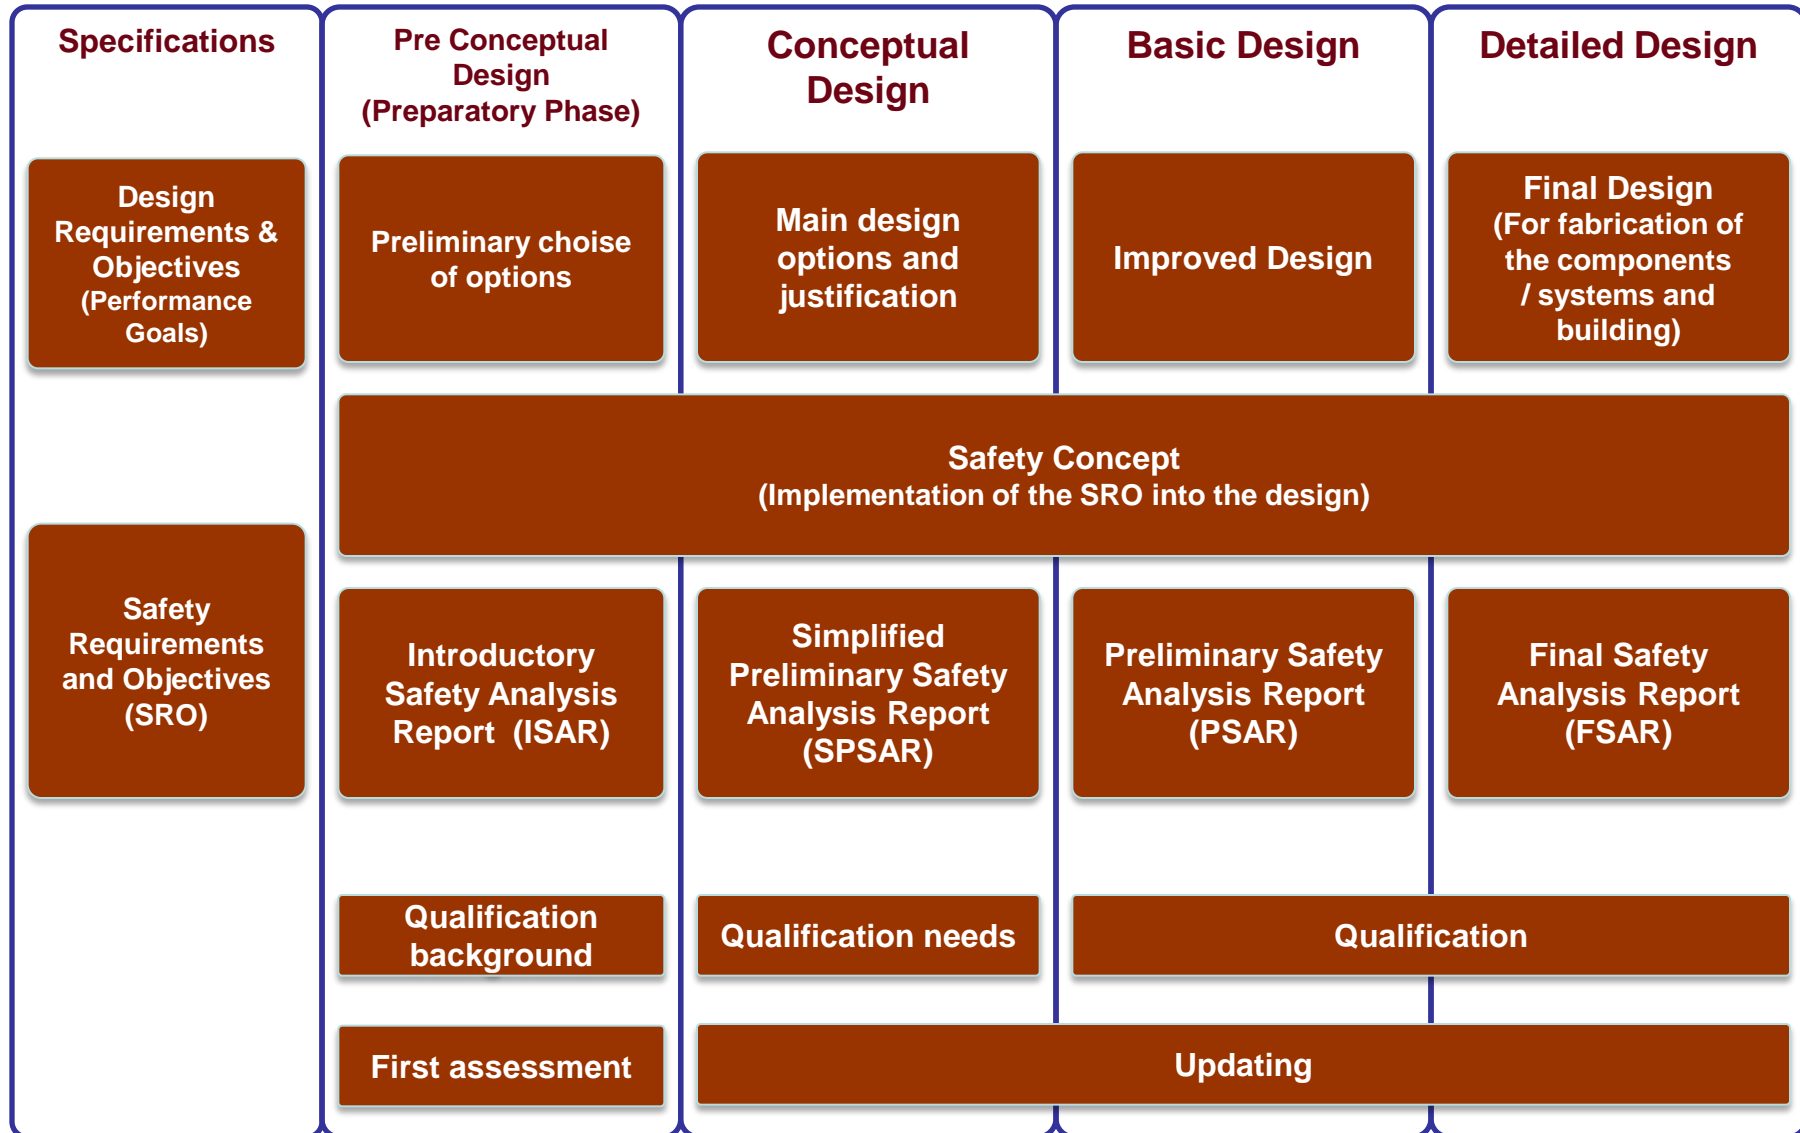 Specifications
Pre Conceptual
Design
(Preparatory Phase)
Conceptual
Design
Basic Design
Detailed Design
Design
Requirements &
Objectives
(Performance
Goals)
Preliminary choise
of options
Main design
options and
justification
Improved Design
Final Design
(For fabrication of
the components
/ systems and
building)
Safety Concept
(Implementation of the SRO into the design)
Safety
Requirements
and Objectives
(SRO)
Introductory
Safety Analysis
Report (ISAR)
Simplified
Preliminary Safety
Analysis Report
(SPSAR)
Preliminary Safety
Analysis Report
(PSAR)
Final Safety
Analysis Report
(FSAR)
Qualification
background
Qualification needs
Qualification
First assessment
Updating